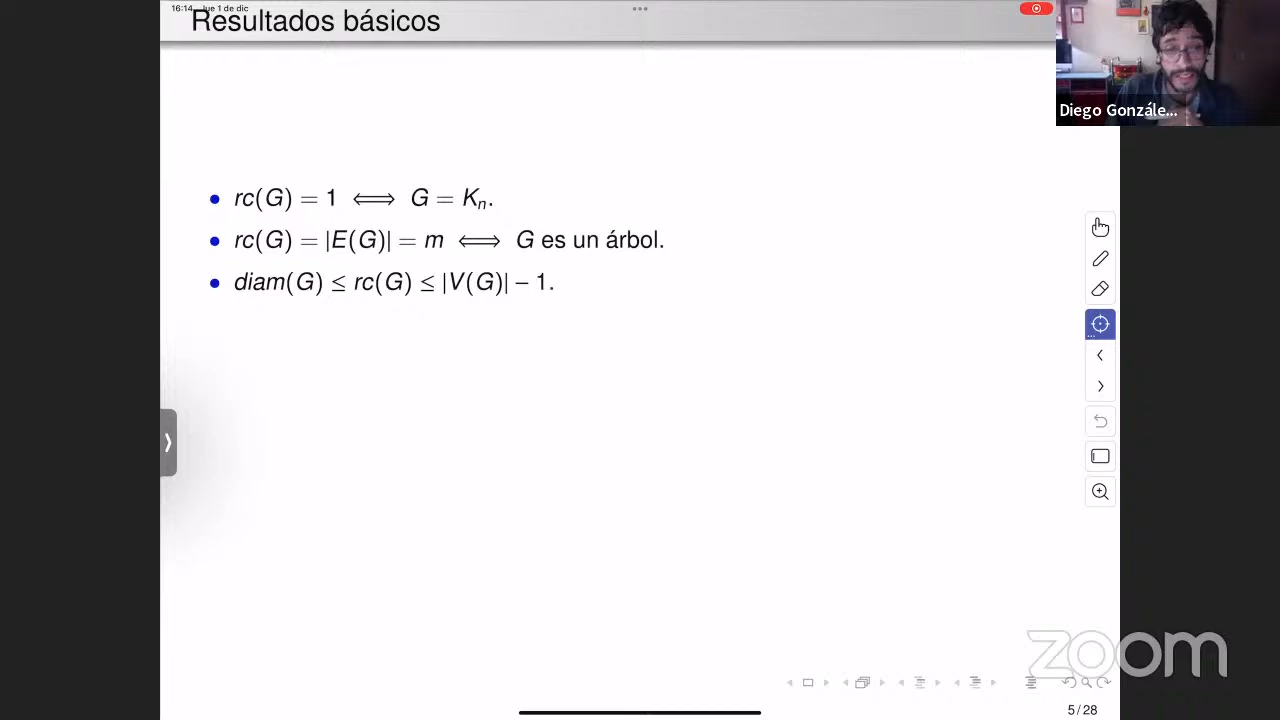 16:14 jue 1 de dic
Resultados básicos
Diego Gonzále...
• rc(G) = 1 ⟺ G = Kₙ.
• rc(G) = |E(G)| = m ⟺ G es un árbol.
• diam(G) ≤ rc(G) ≤ |V(G)| − 1.
zoom
5/28